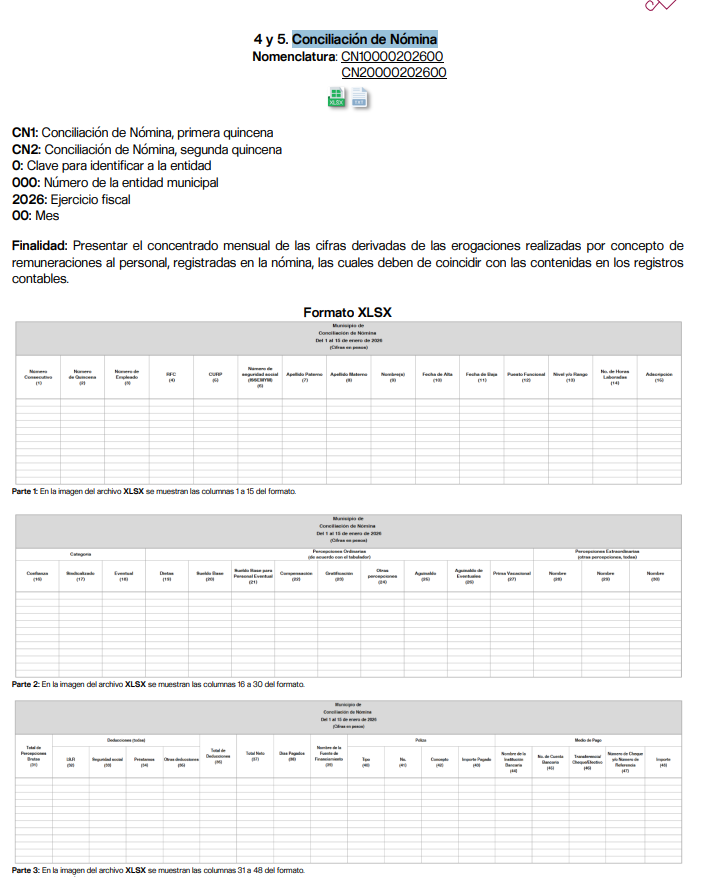 4 y 5. Conciliación de Nómina
Nomenclatura: CN10000202600
CN20000202600
XLSX
CN1: Conciliación de Nómina, primera quincena
CN2: Conciliación de Nómina, segunda quincena
0: Clave para identificar a la entidad
000: Número de la entidad municipal
2026: Ejercicio fiscal
00: Mes
Finalidad: Presentar el concentrado mensual de las cifras derivadas de las erogaciones realizadas por concepto de
remuneraciones al personal, registradas en la nómina, las cuales deben de coincidir con las contenidas en los registros
contables.
Formato XLSX
Municipio de
Conciliación de Nómina
Del 1 al 15 de enero de 2026
(Cifras en pesos)
Número Consecutivo (1) Número de Quincena (2) Número de Empleado (3) RFC (4) CURP (5) Número de seguridad social (ISSEMYM) (6) Apellido Paterno (7) Apellido Materno (8) Nombre(s) (9) Fecha de Alta (10) Fecha de Baja (11) Puesto Funcional (12) Nivel y/o Rango (13) No. de Horas Laboradas (14) Adscripcion (15)
Parte 1: En la imagen del archivo XLSX se muestran las columnas 1 a 15 del formato.
Municipio de
Conciliación de Nómina
Del 1 al 15 de enero de 2026
(Cifras en pesos)
Categoria Percepciones Ordinarias (de acuerdo con el tabulador) Percepciones Extraordinarias (otras percepciones, todas)
Confianza (16) Sindicalizado (17) Eventual (18) Dietas (19) Sueldo Base (20) Sueldo Base para Personal Eventual (21) Compensación (22) Gratificación (23) Otras percepciones (24) Aguinaldo (25) Aguinaldo de Eventuales (26) Prima Vacacional (27) Nombre (28) Nombre (29) Nombre (30)
Parte 2: En la imagen del archivo XLSX se muestran las columnas 16 a 30 del formato.
Municipio de
Conciliación de Nómina
Del 1 al 15 de enero de 2026
(Cifras en pesos)
Total de Percepciones Brutas (31) Deducciones (todas) Total de Deducciones (36) Total Neto (37) Días Pagados (38) Nombre de la Fuente de Financiamiento (39) Póliza Medio de Pago
I.S.R (32) Seguridad social (33) Prestamos (34) Otras deducciones (35) Tipo (40) No. (41) Concepto (42) Importe Pagado (43) Nombre de la Institución Bancaria (44) No. de Cuenta Bancaria (45) Transferencia/ Cheque/Efectivo (46) Número de Cheque y/o Número de Referencia (47) Importe (48)
Parte 3: En la imagen del archivo XLSX se muestran las columnas 31 a 48 del formato.